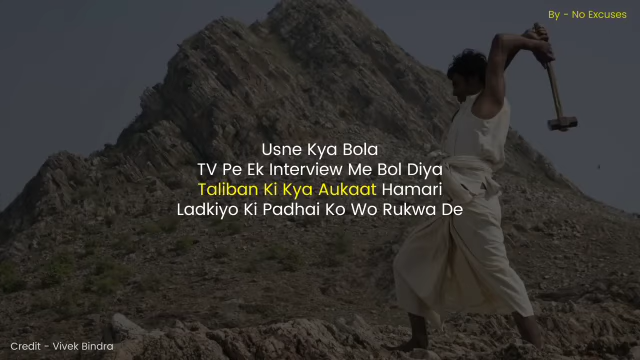 By - No Excuses
Usne Kya Bola
TV Pe Ek Interview Me Bol Diya
Taliban Ki Kya Aukaat Hamari
Ladkiyo Ki Padhai Ko Wo Rukwa De
Credit - Vivek Bindra